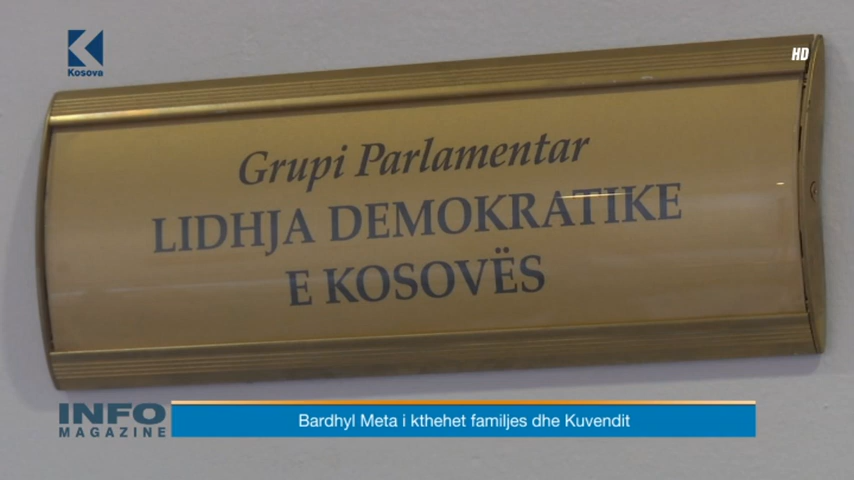 Kosova
HD
Grupi Parlamentar
LIDHJA DEMOKRATIKE
E KOSOVËS
INFO
MAGAZINE
Bardhyl Meta i kthehet familjes dhe Kuvendit